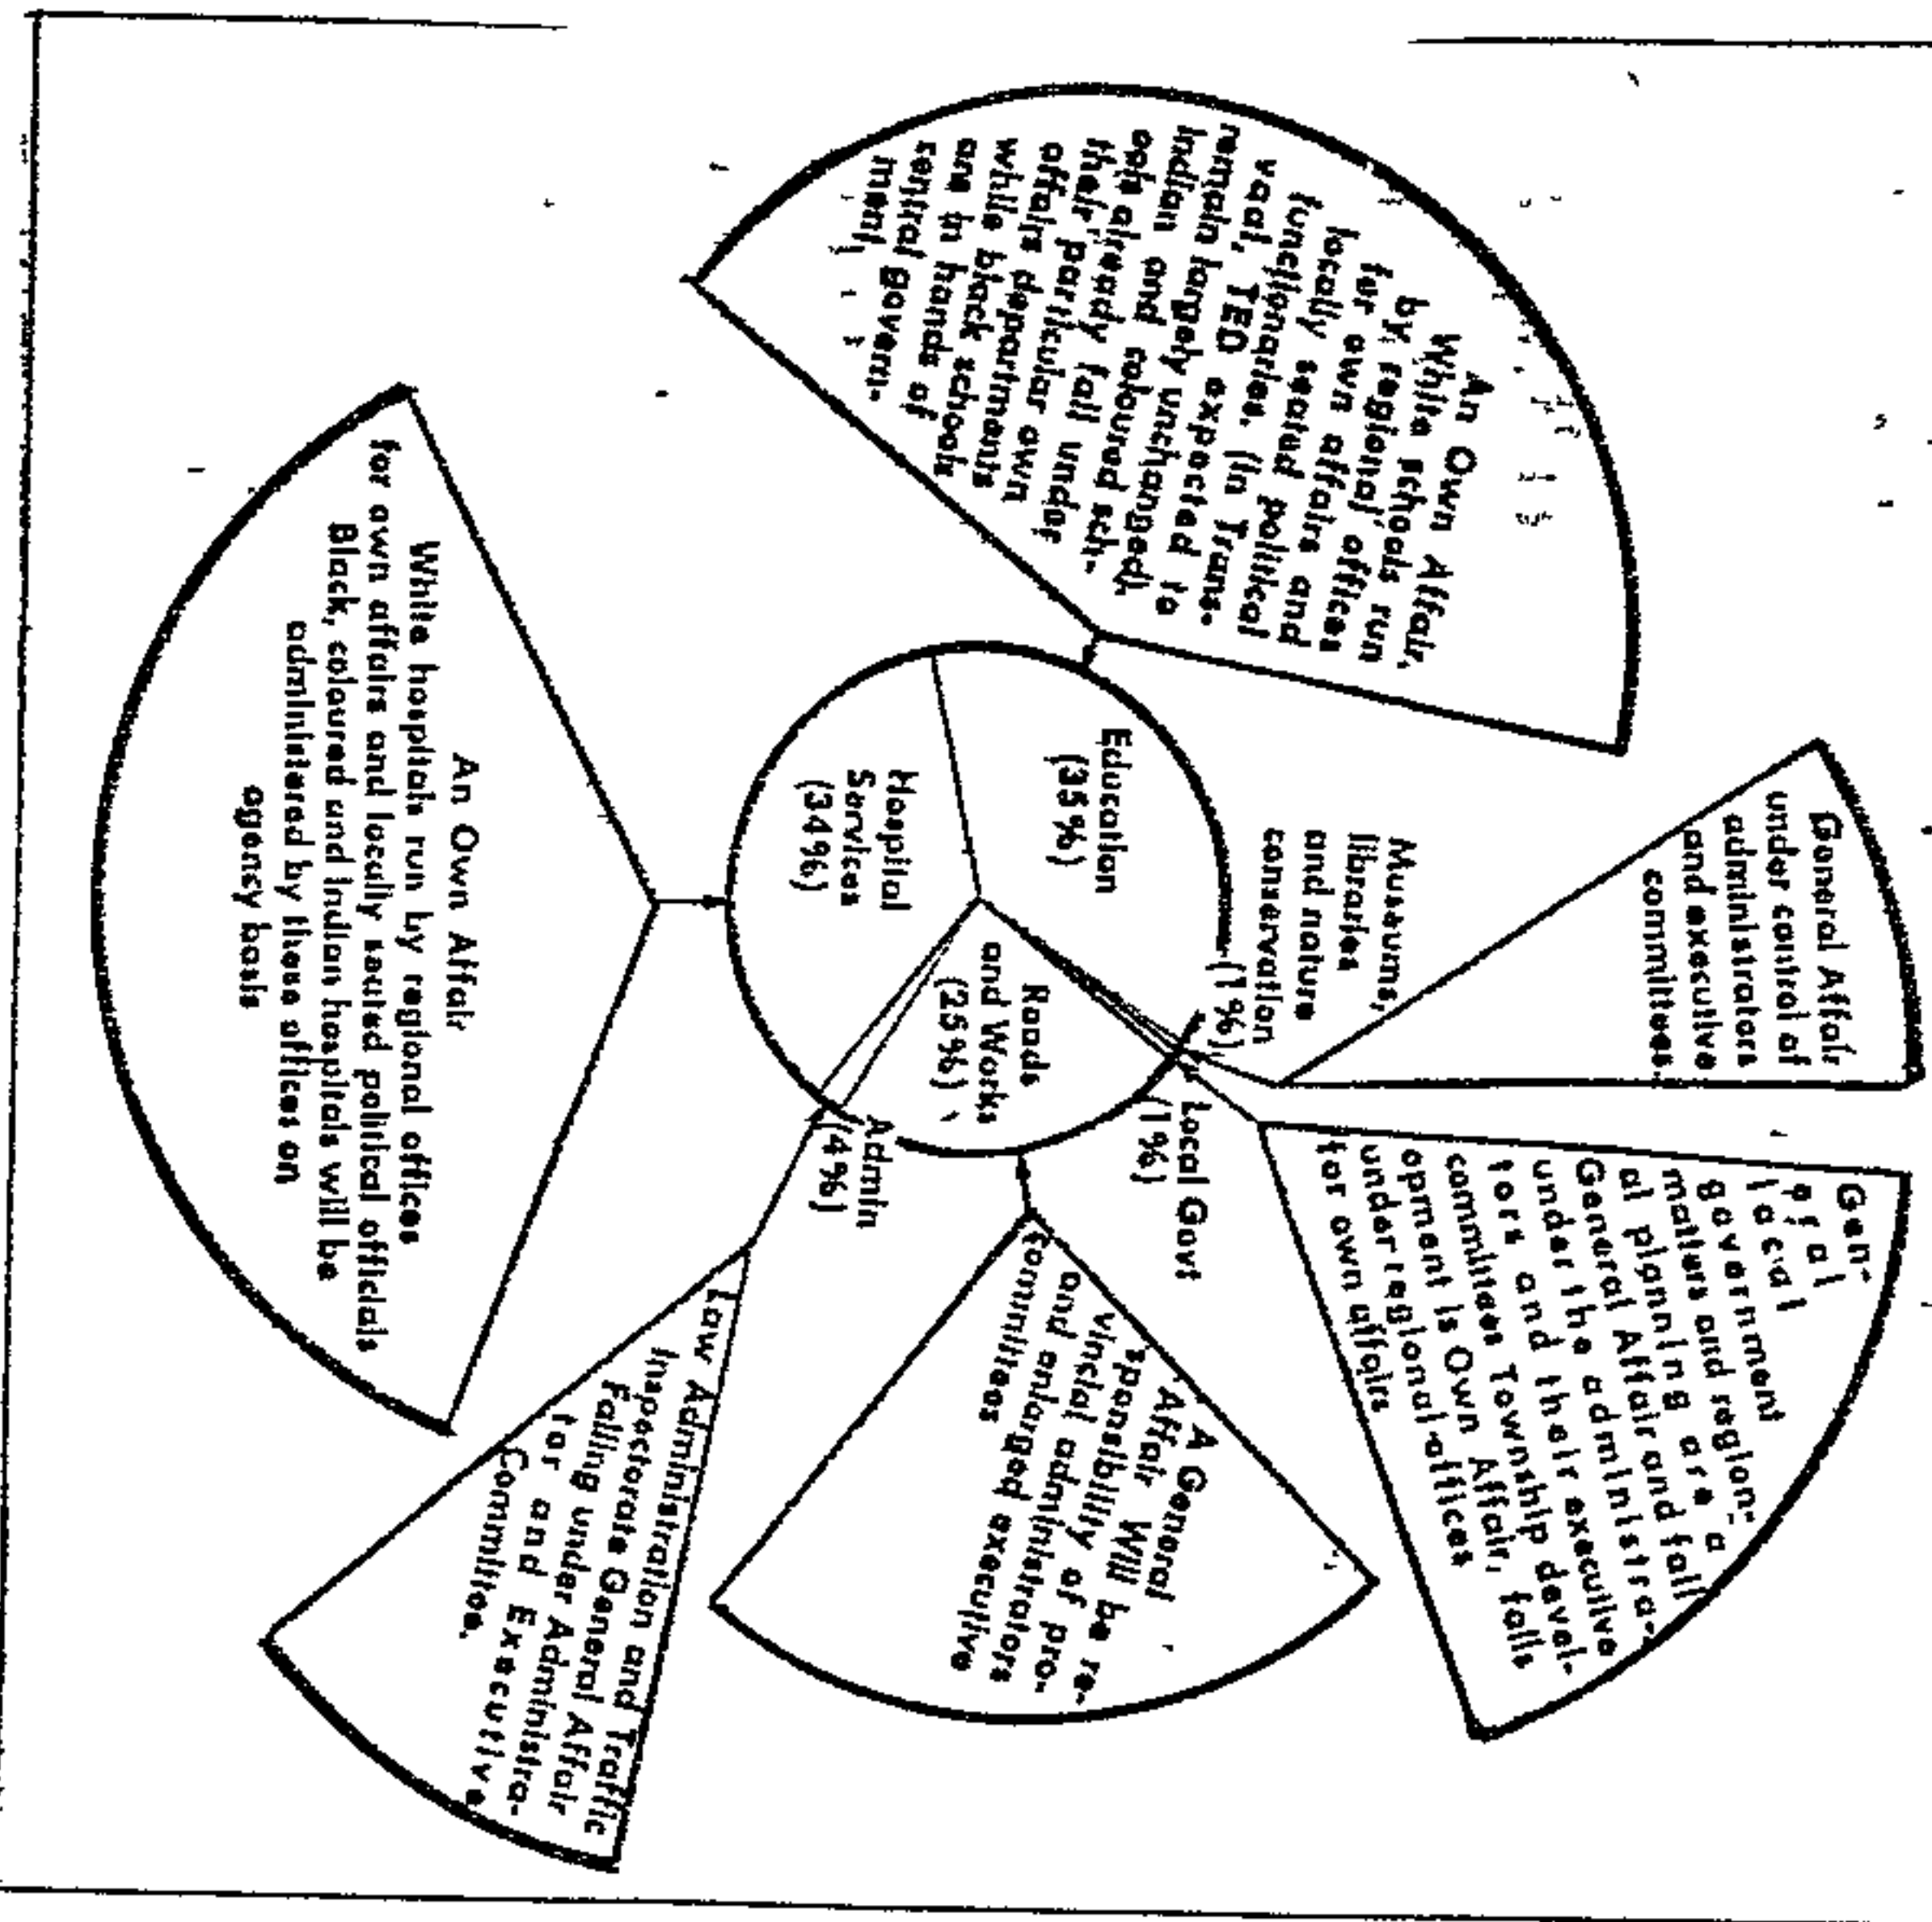 An Own Affair.
White schools run
by regional offices
for own affairs and
locally seated political
functionaries. (In Trans-
vaal, TED expected to
remain largely unchanged).
Indian and coloured sch-
ools already fall under
their particular own
affairs departments
while black schools
are in hands of
central govern-
ment
General Affair
under control of
administrators
and executive
committees.
Museums,
libraries
and nature
conservation
(1%)
Education
(35%)
Hospital
Services
(34%)
Roads
and Works
(25%)
Local Govt
(1%)
Admin
(4%)
Gen-
eral
local
government
matters and region-
al planning are a
General Affair and fall
under the administra-
tors and their executive
committees Township devel-
opment is Own Affair, falls
under regional offices
for own affairs
A General
Affair Will be re-
sponsibility of pro-
vincial administrators
and enlarged executive
committees
Law Administration and Traffic
Inspectorate General Affair
Falling under Administra-
tor and Executive
Committee.
An Own Affair
White hospitals run by regional offices
for own affairs and locally seated political officials
Black, coloured and Indian hospitals will be
administered by these offices on
agency basis